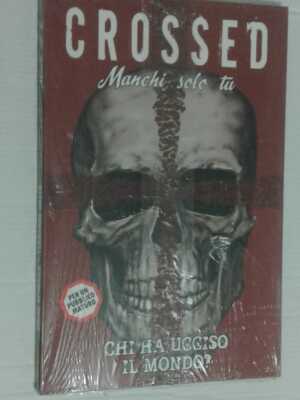 CROSSED
Manchi solo tu
PER UN
PUBBLICO
MATURO
CHI HA UCCISO
IL MONDO?